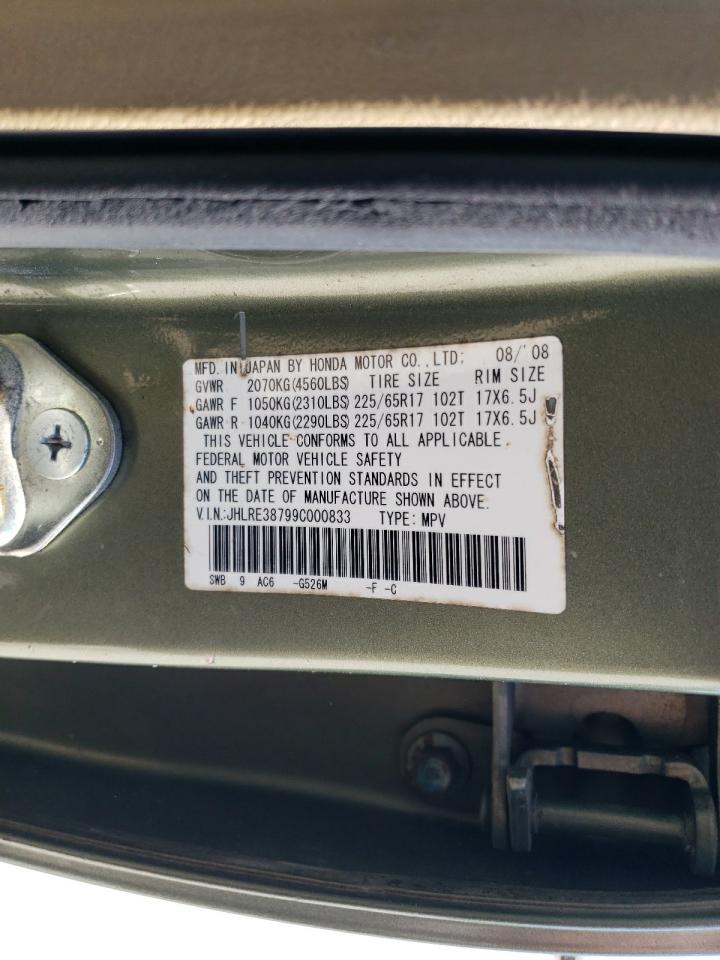 MFD. IN JAPAN BY HONDA MOTOR CO.,LTD: 08/'08
GVWR 2070KG(4560LBS) TIRE SIZE RIM SIZE
GAWR F 1050KG(2310LBS) 225/65R17 102T 17X6.5J
GAWR R 1040KG(2290LBS) 225/65R17 102T 17X6.5J
THIS VEHICLE CONFORMS TO ALL APPLICABLE
FEDERAL MOTOR VEHICLE SAFETY
AND THEFT PREVENTION STANDARDS IN EFFECT
ON THE DATE OF MANUFACTURE SHOWN ABOVE.
V.I.N.:JHLRE38799C000833 TYPE: MPV
SWB 9 AC6 -G526M -F -C